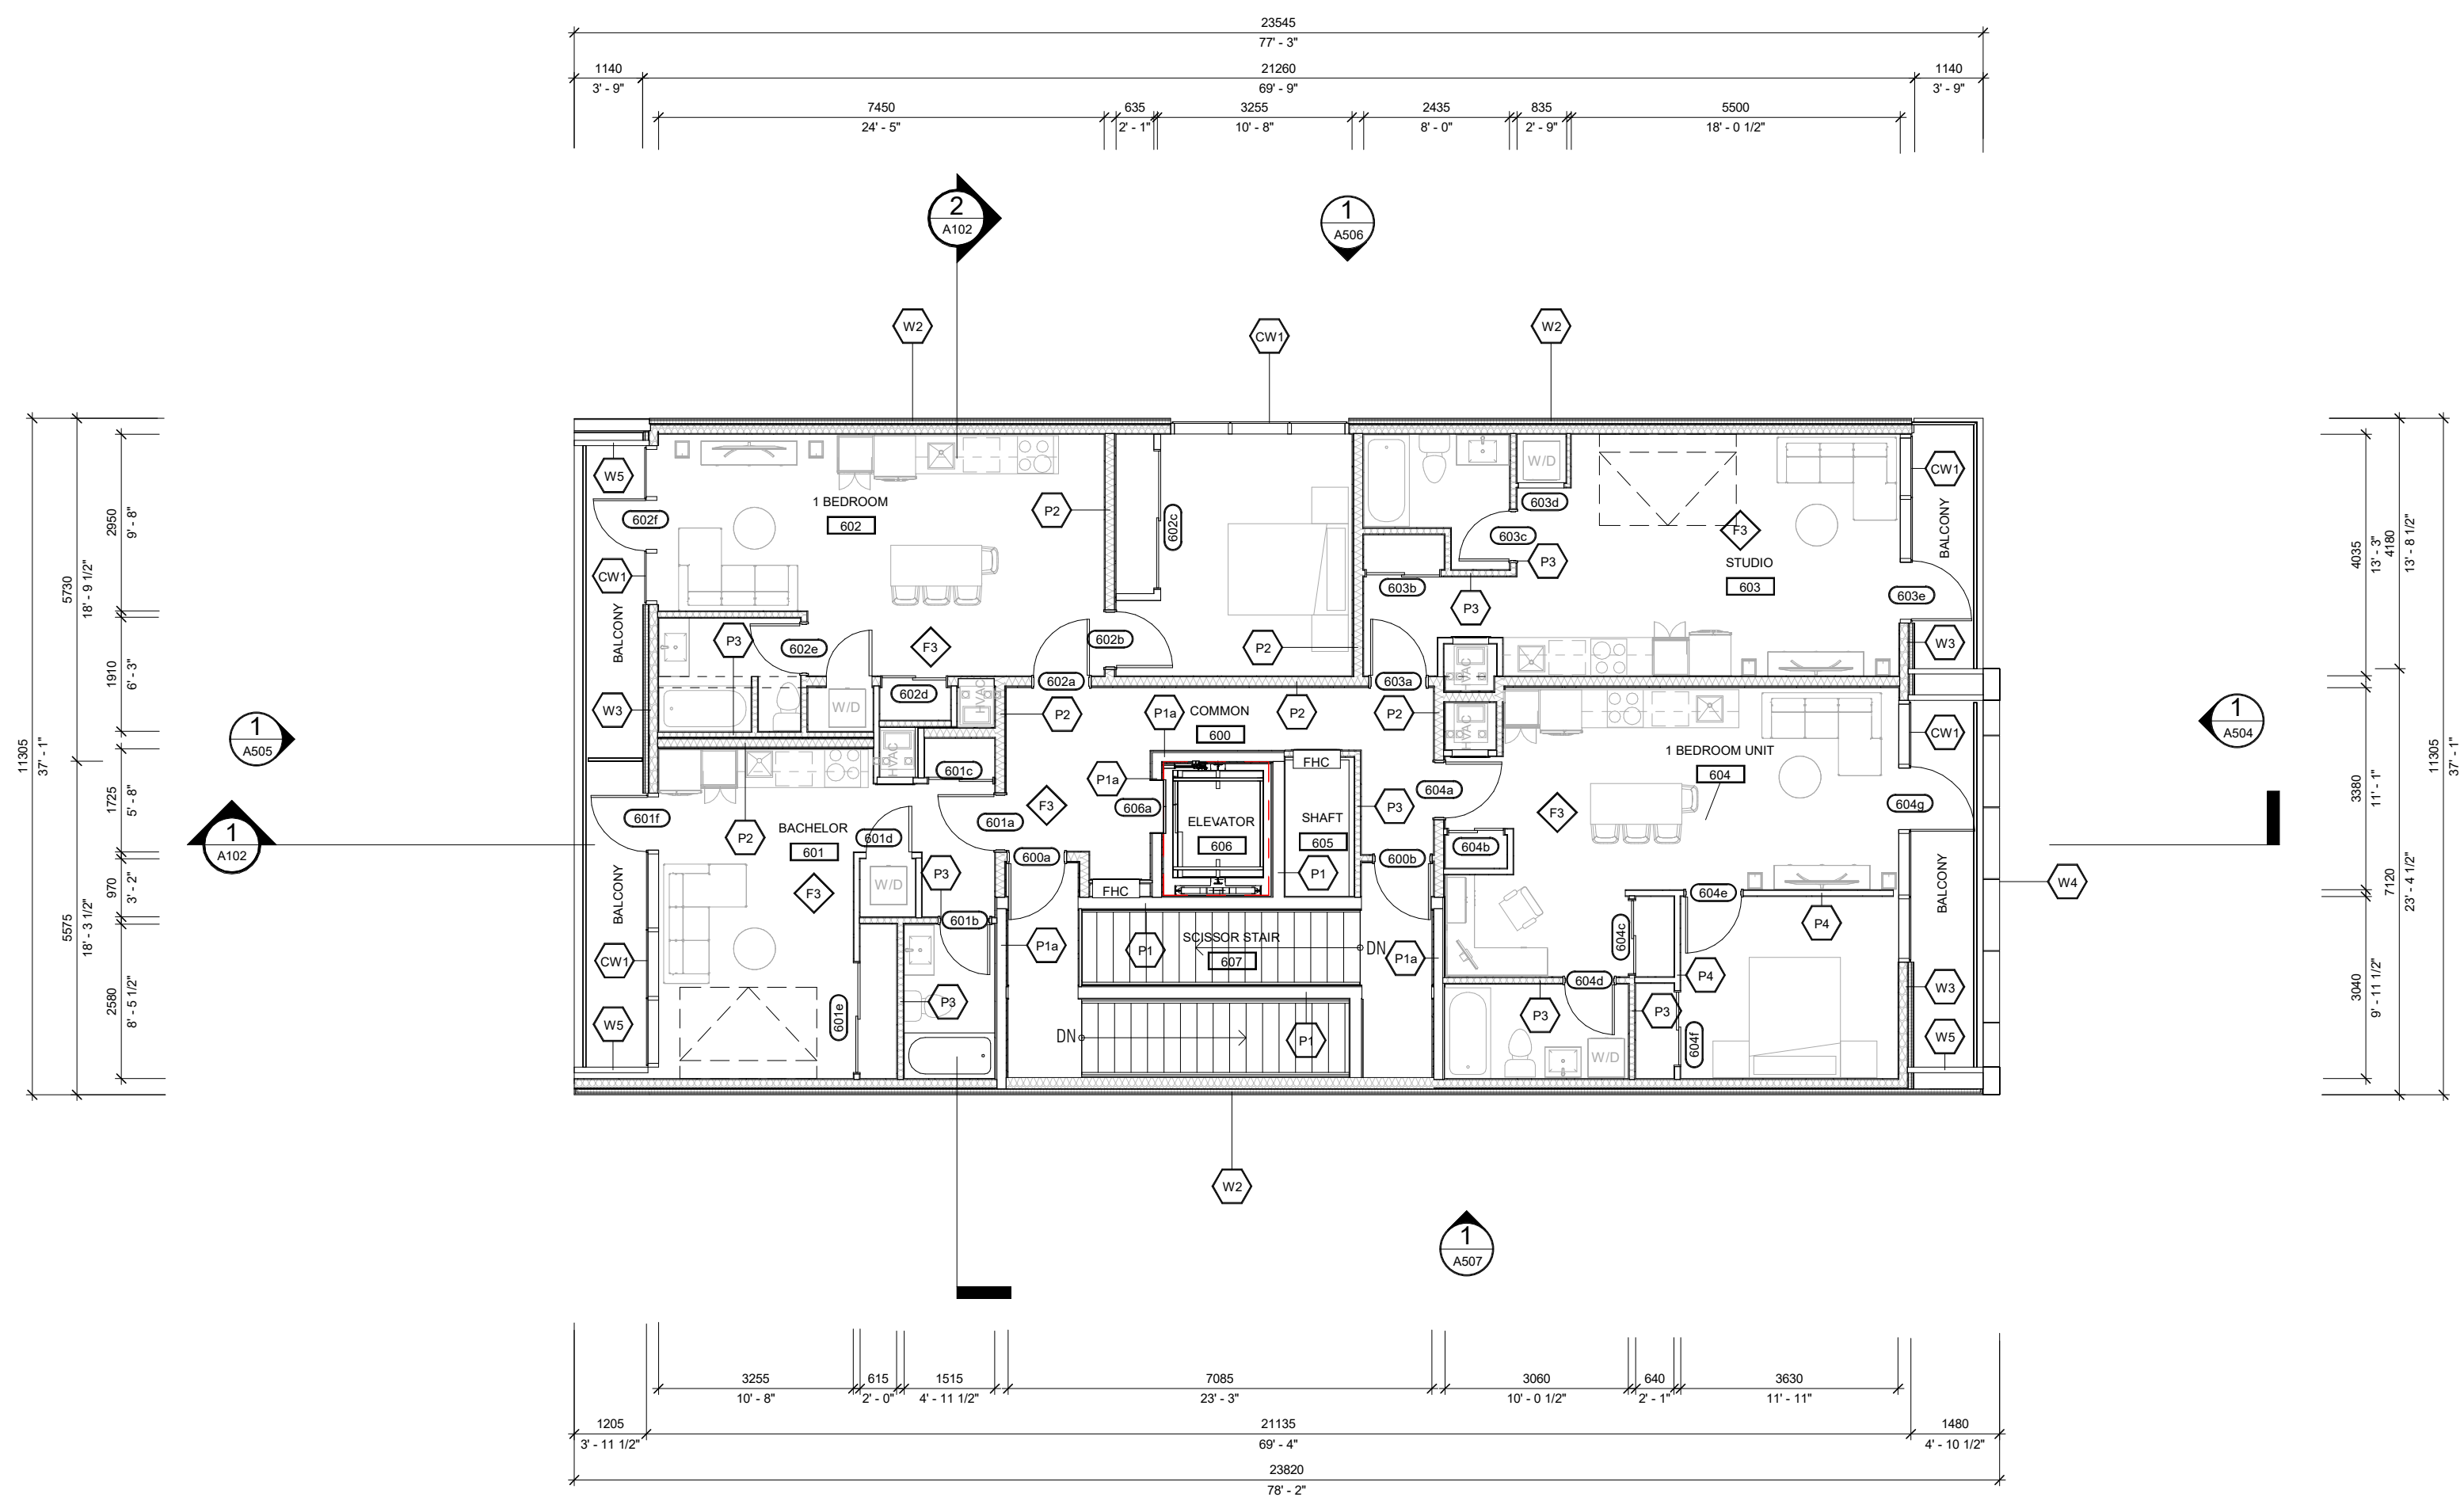 23545
77' - 3"
1140
3' - 9"
21260
69' - 9"
1140
3' - 9"
7450
24' - 5"
635
2' - 1"
3255
10' - 8"
2435
8' - 0"
835
2' - 9"
5500
18' - 0 1/2"
2
A102
1
A506
W2
CW1
W2
11305
37' - 1"
5730
18' - 9 1/2"
5575
18' - 3 1/2"
2950
9' - 8"
1910
6' - 3"
1725
5' - 8"
970
3' - 2"
2580
8' - 5 1/2"
1
A505
1
A102
W5
602f
CW1
BALCONY
W3
1 BEDROOM
602
P2
602c
P3
602e
F3
602b
P2
602a
W/D
602d
HVAC
P2
603d
W/D
603c
P3
603b
P3
F3
STUDIO
603
CW1
BALCONY
603e
W3
603a
HVAC
P1a
COMMON
600
P2
P2
HVAC
HVAC
601c
P1a
606a
F3
FHC
ELEVATOR
606
SHAFT
605
P1
P3
600a
600b
FHC
601f
BACHELOR
601
P2
601d
601a
F3
W/D
P3
601b
BALCONY
CW1
W5
601e
P3
P1a
P1
SCISSOR STAIR
607
DN
P1a
DN
P1
1 BEDROOM UNIT
604
604a
F3
604b
604g
CW1
BALCONY
W4
604e
P4
604c
P4
604d
P3
P3
604f
W/D
W3
W5
1
A504
4035
13' - 3"
3380
11' - 1"
3040
9' - 11 1/2"
4180
13' - 8 1/2"
7120
23' - 4 1/2"
11305
37' - 1"
W2
1
A507
3255
10' - 8"
615
2' - 0"
1515
4' - 11 1/2"
7085
23' - 3"
3060
10' - 0 1/2"
640
2' - 1"
3630
11' - 11"
1205
3' - 11 1/2"
21135
69' - 4"
1480
4' - 10 1/2"
23820
78' - 2"